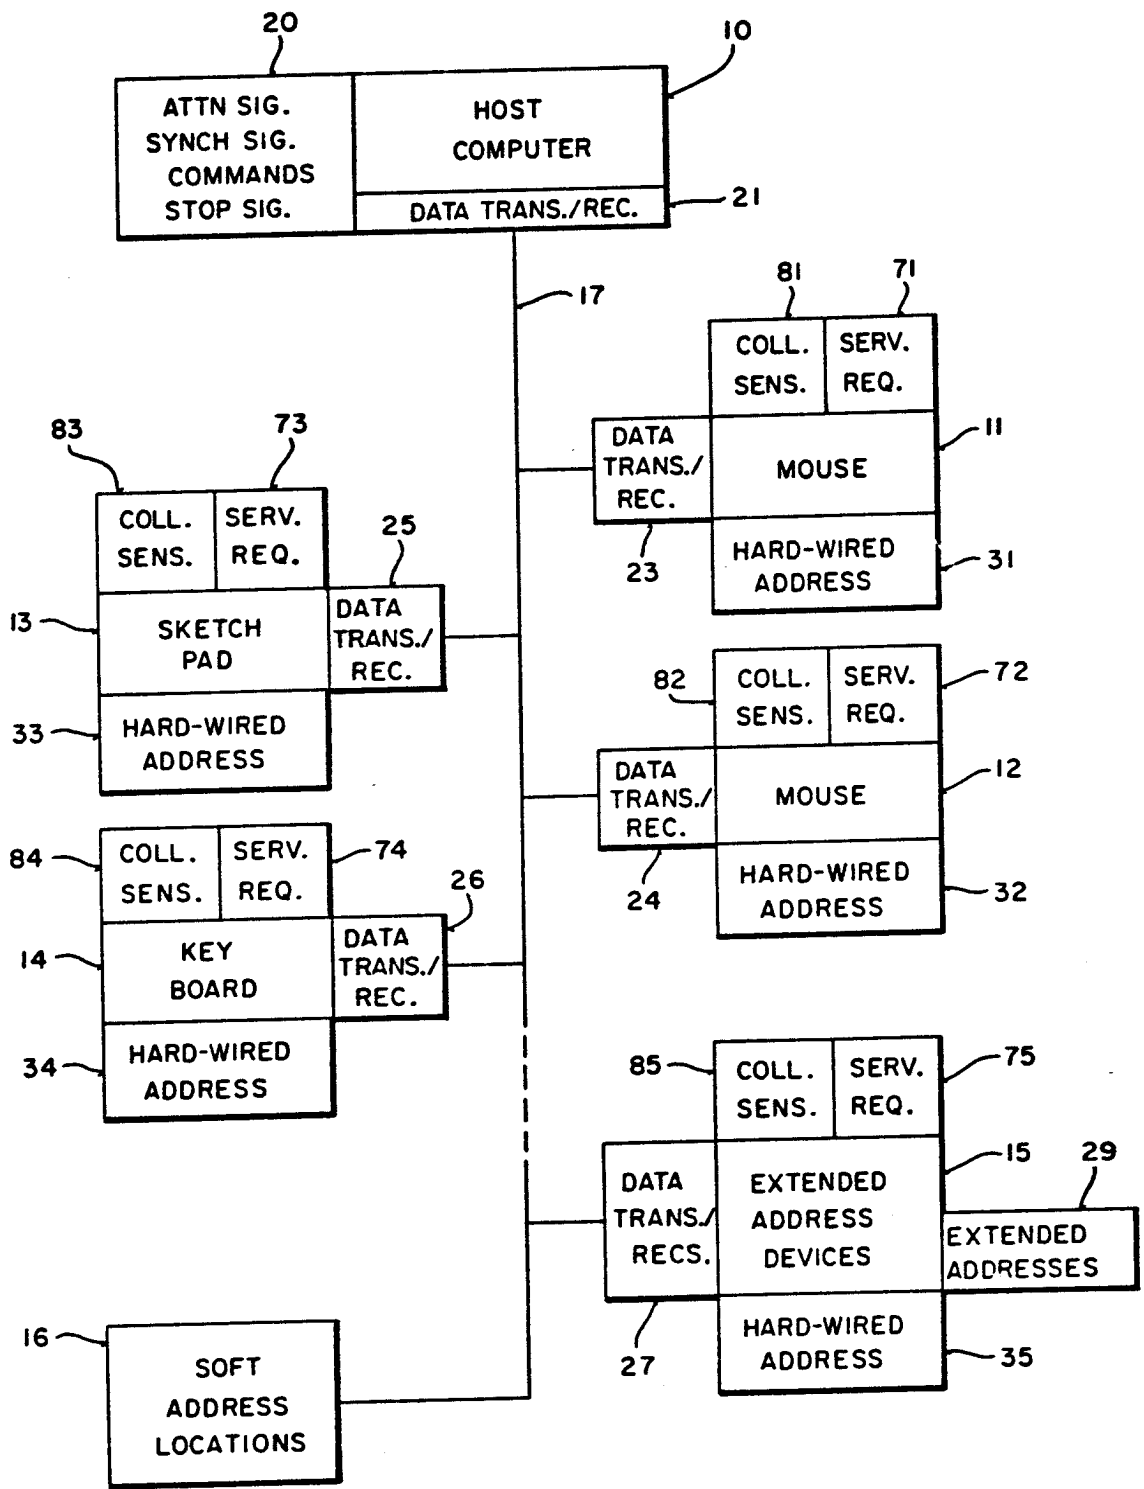 20
10
ATTN SIG.
SYNCH SIG.
COMMANDS
STOP SIG.
HOST
COMPUTER
DATA TRANS./REC.
21
17
81
71
COLL.
SENS.
SERV.
REQ.
DATA
TRANS./
REC.
MOUSE
11
23
HARD-WIRED
ADDRESS
31
83
73
COLL.
SENS.
SERV.
REQ.
25
13
SKETCH
PAD
DATA
TRANS./
REC.
33
HARD-WIRED
ADDRESS
82
COLL.
SENS.
SERV.
REQ.
72
DATA
TRANS./
REC.
MOUSE
12
24
HARD-WIRED
ADDRESS
32
84
COLL.
SENS.
SERV.
REQ.
74
26
14
KEY
BOARD
DATA
TRANS./
REC.
34
HARD-WIRED
ADDRESS
85
COLL.
SENS.
SERV.
REQ.
75
DATA
TRANS./
RECS.
EXTENDED
ADDRESS
DEVICES
15
29
EXTENDED
ADDRESSES
27
HARD-WIRED
ADDRESS
35
16
SOFT
ADDRESS
LOCATIONS